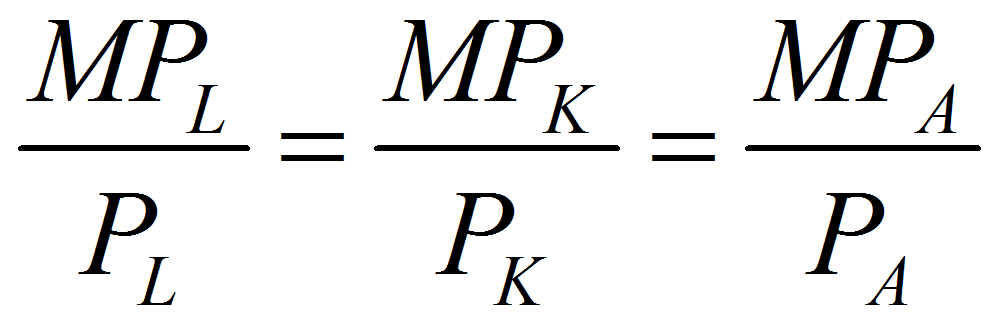 MP_L / P_L = MP_K / P_K = MP_A / P_A